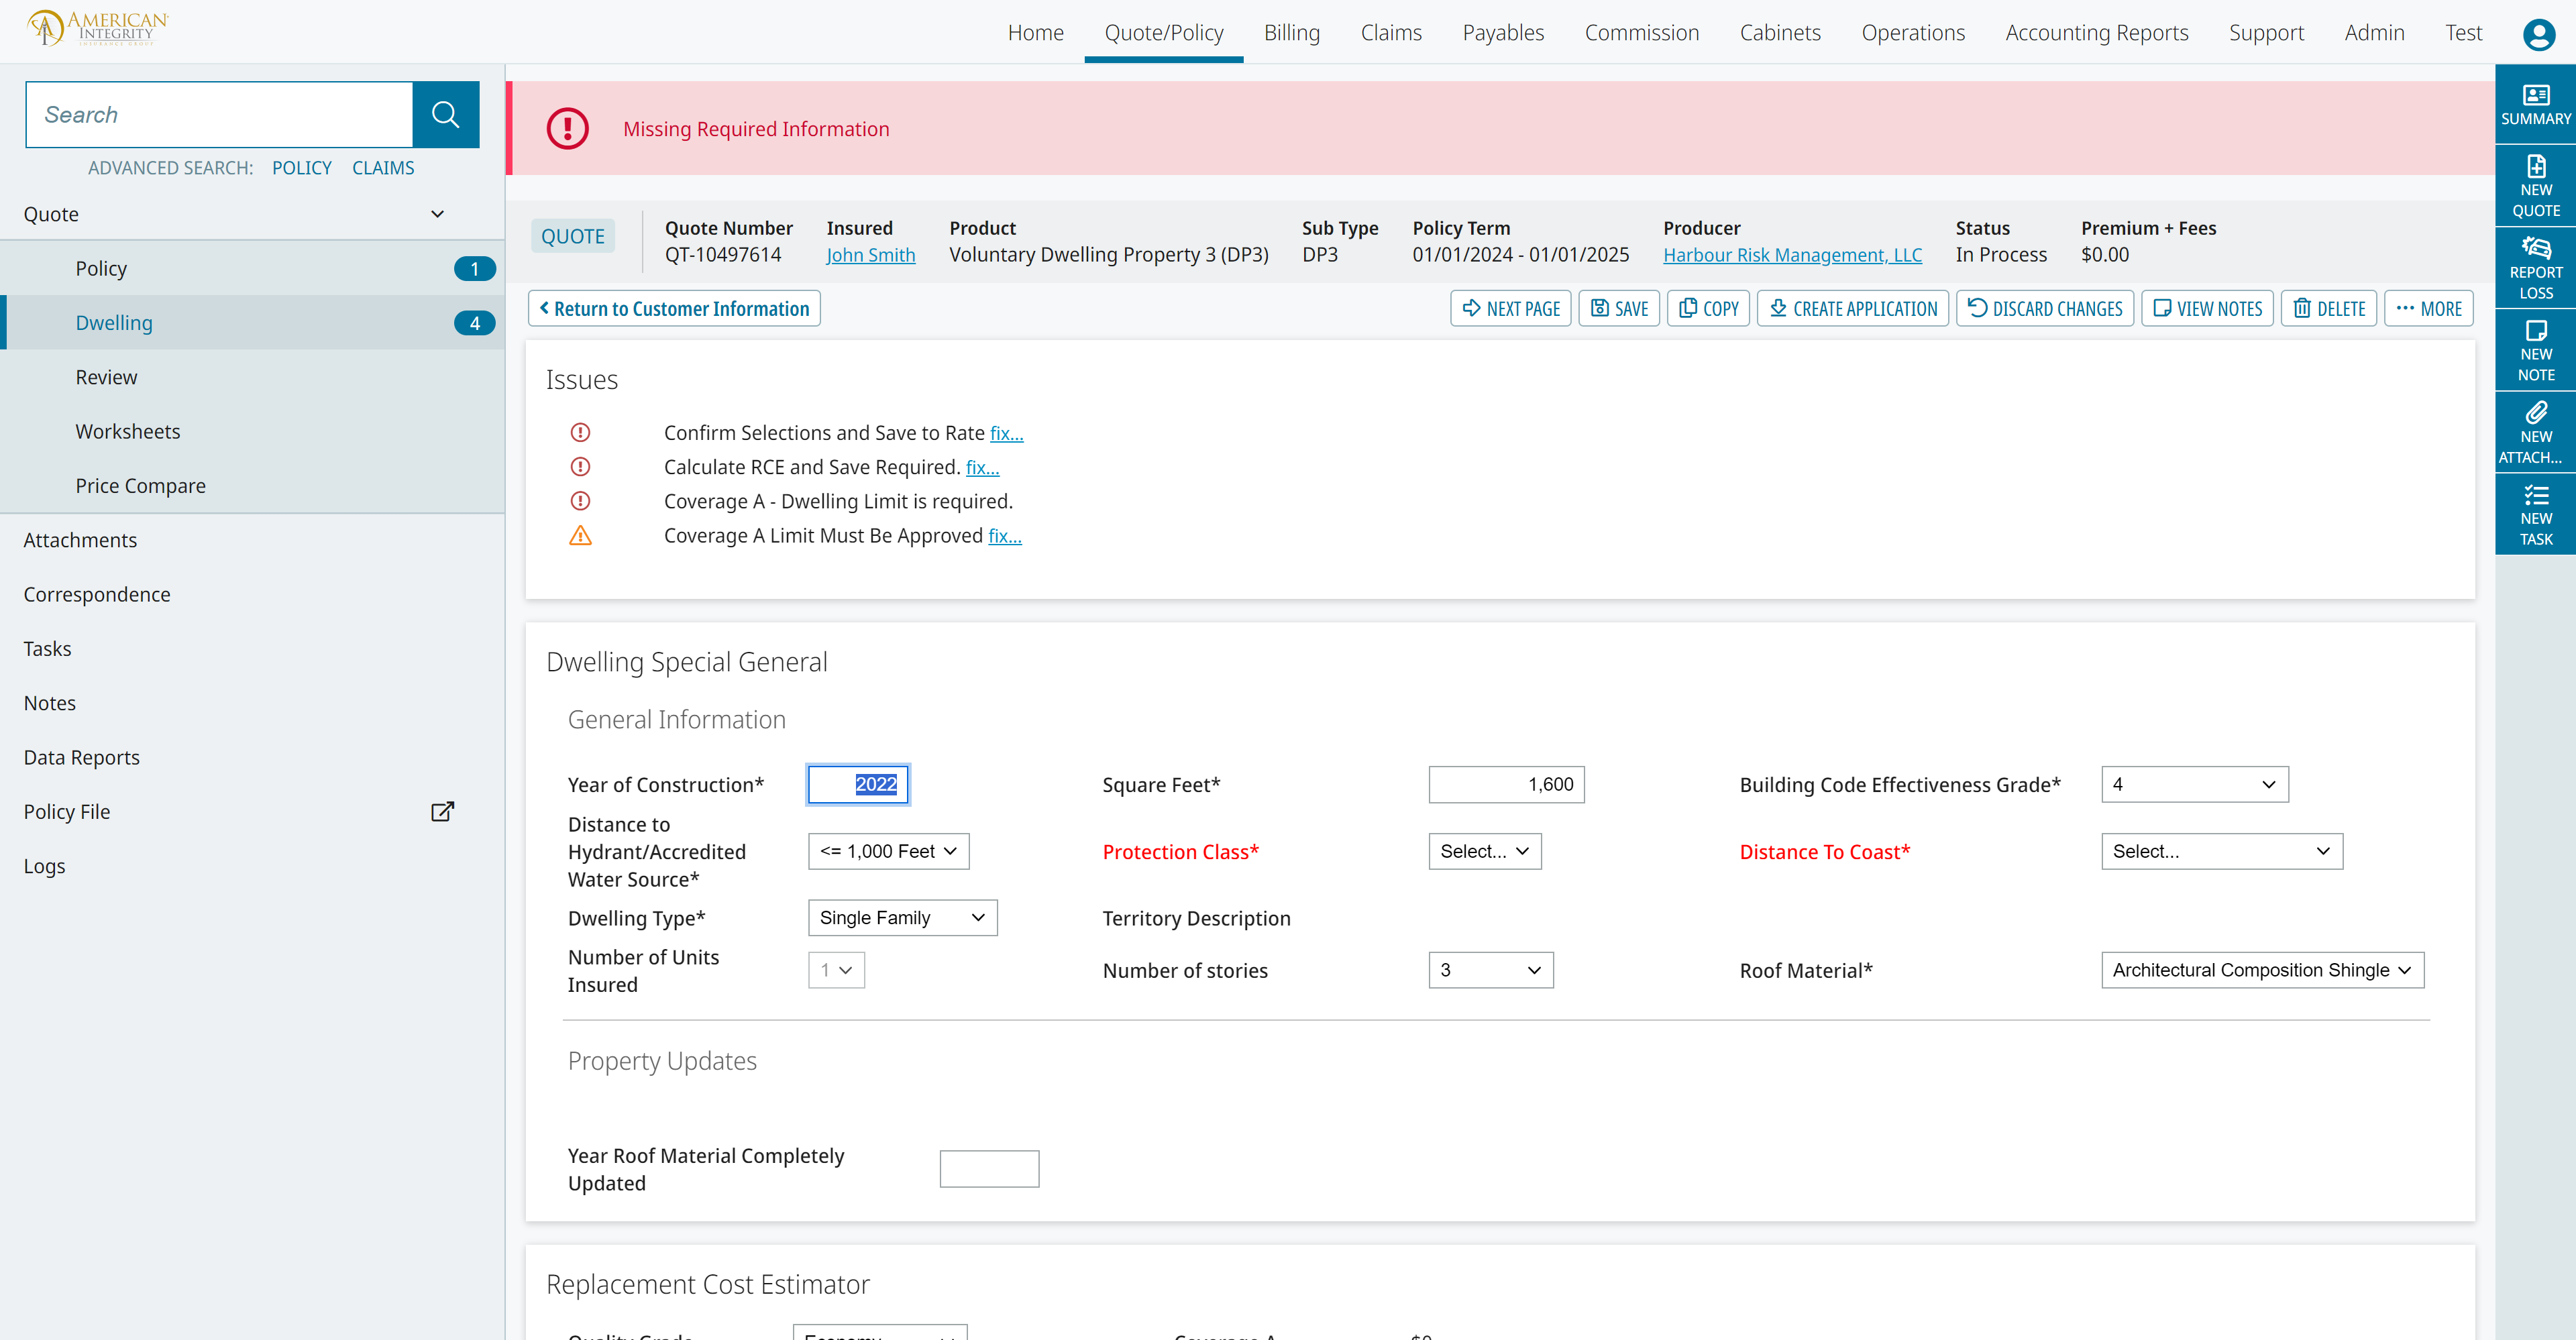 AMERICAN
INTEGRITY
INSURANCE GROUP
Home
Quote/Policy
Billing
Claims
Payables
Commission
Cabinets
Operations
Accounting Reports
Support
Admin
Test
Search
ADVANCED SEARCH: POLICY CLAIMS
Quote
Policy 1
Dwelling 4
Review
Worksheets
Price Compare
Attachments
Correspondence
Tasks
Notes
Data Reports
Policy File
Logs
Missing Required Information
QUOTE
Quote Number
QT-10497614
Insured
John Smith
Product
Voluntary Dwelling Property 3 (DP3)
Sub Type
DP3
Policy Term
01/01/2024 - 01/01/2025
Producer
Harbour Risk Management, LLC
Status
In Process
Premium + Fees
$0.00
Return to Customer Information
NEXT PAGE
SAVE
COPY
CREATE APPLICATION
DISCARD CHANGES
VIEW NOTES
DELETE
MORE
Issues
Confirm Selections and Save to Rate fix...
Calculate RCE and Save Required. fix...
Coverage A - Dwelling Limit is required.
Coverage A Limit Must Be Approved fix...
Dwelling Special General
General Information
Year of Construction* 2022
Square Feet* 1,600
Building Code Effectiveness Grade* 4
Distance to
Hydrant/Accredited
Water Source*
<= 1,000 Feet
Protection Class* Select...
Distance To Coast* Select...
Dwelling Type* Single Family
Territory Description
Number of Units
Insured
1
Number of stories 3
Roof Material* Architectural Composition Shingle
Property Updates
Year Roof Material Completely
Updated
Replacement Cost Estimator
Quality Grade Economy
Coverage A $0
SUMMARY
NEW
QUOTE
REPORT
LOSS
NEW
NOTE
NEW
ATTACH...
NEW
TASK